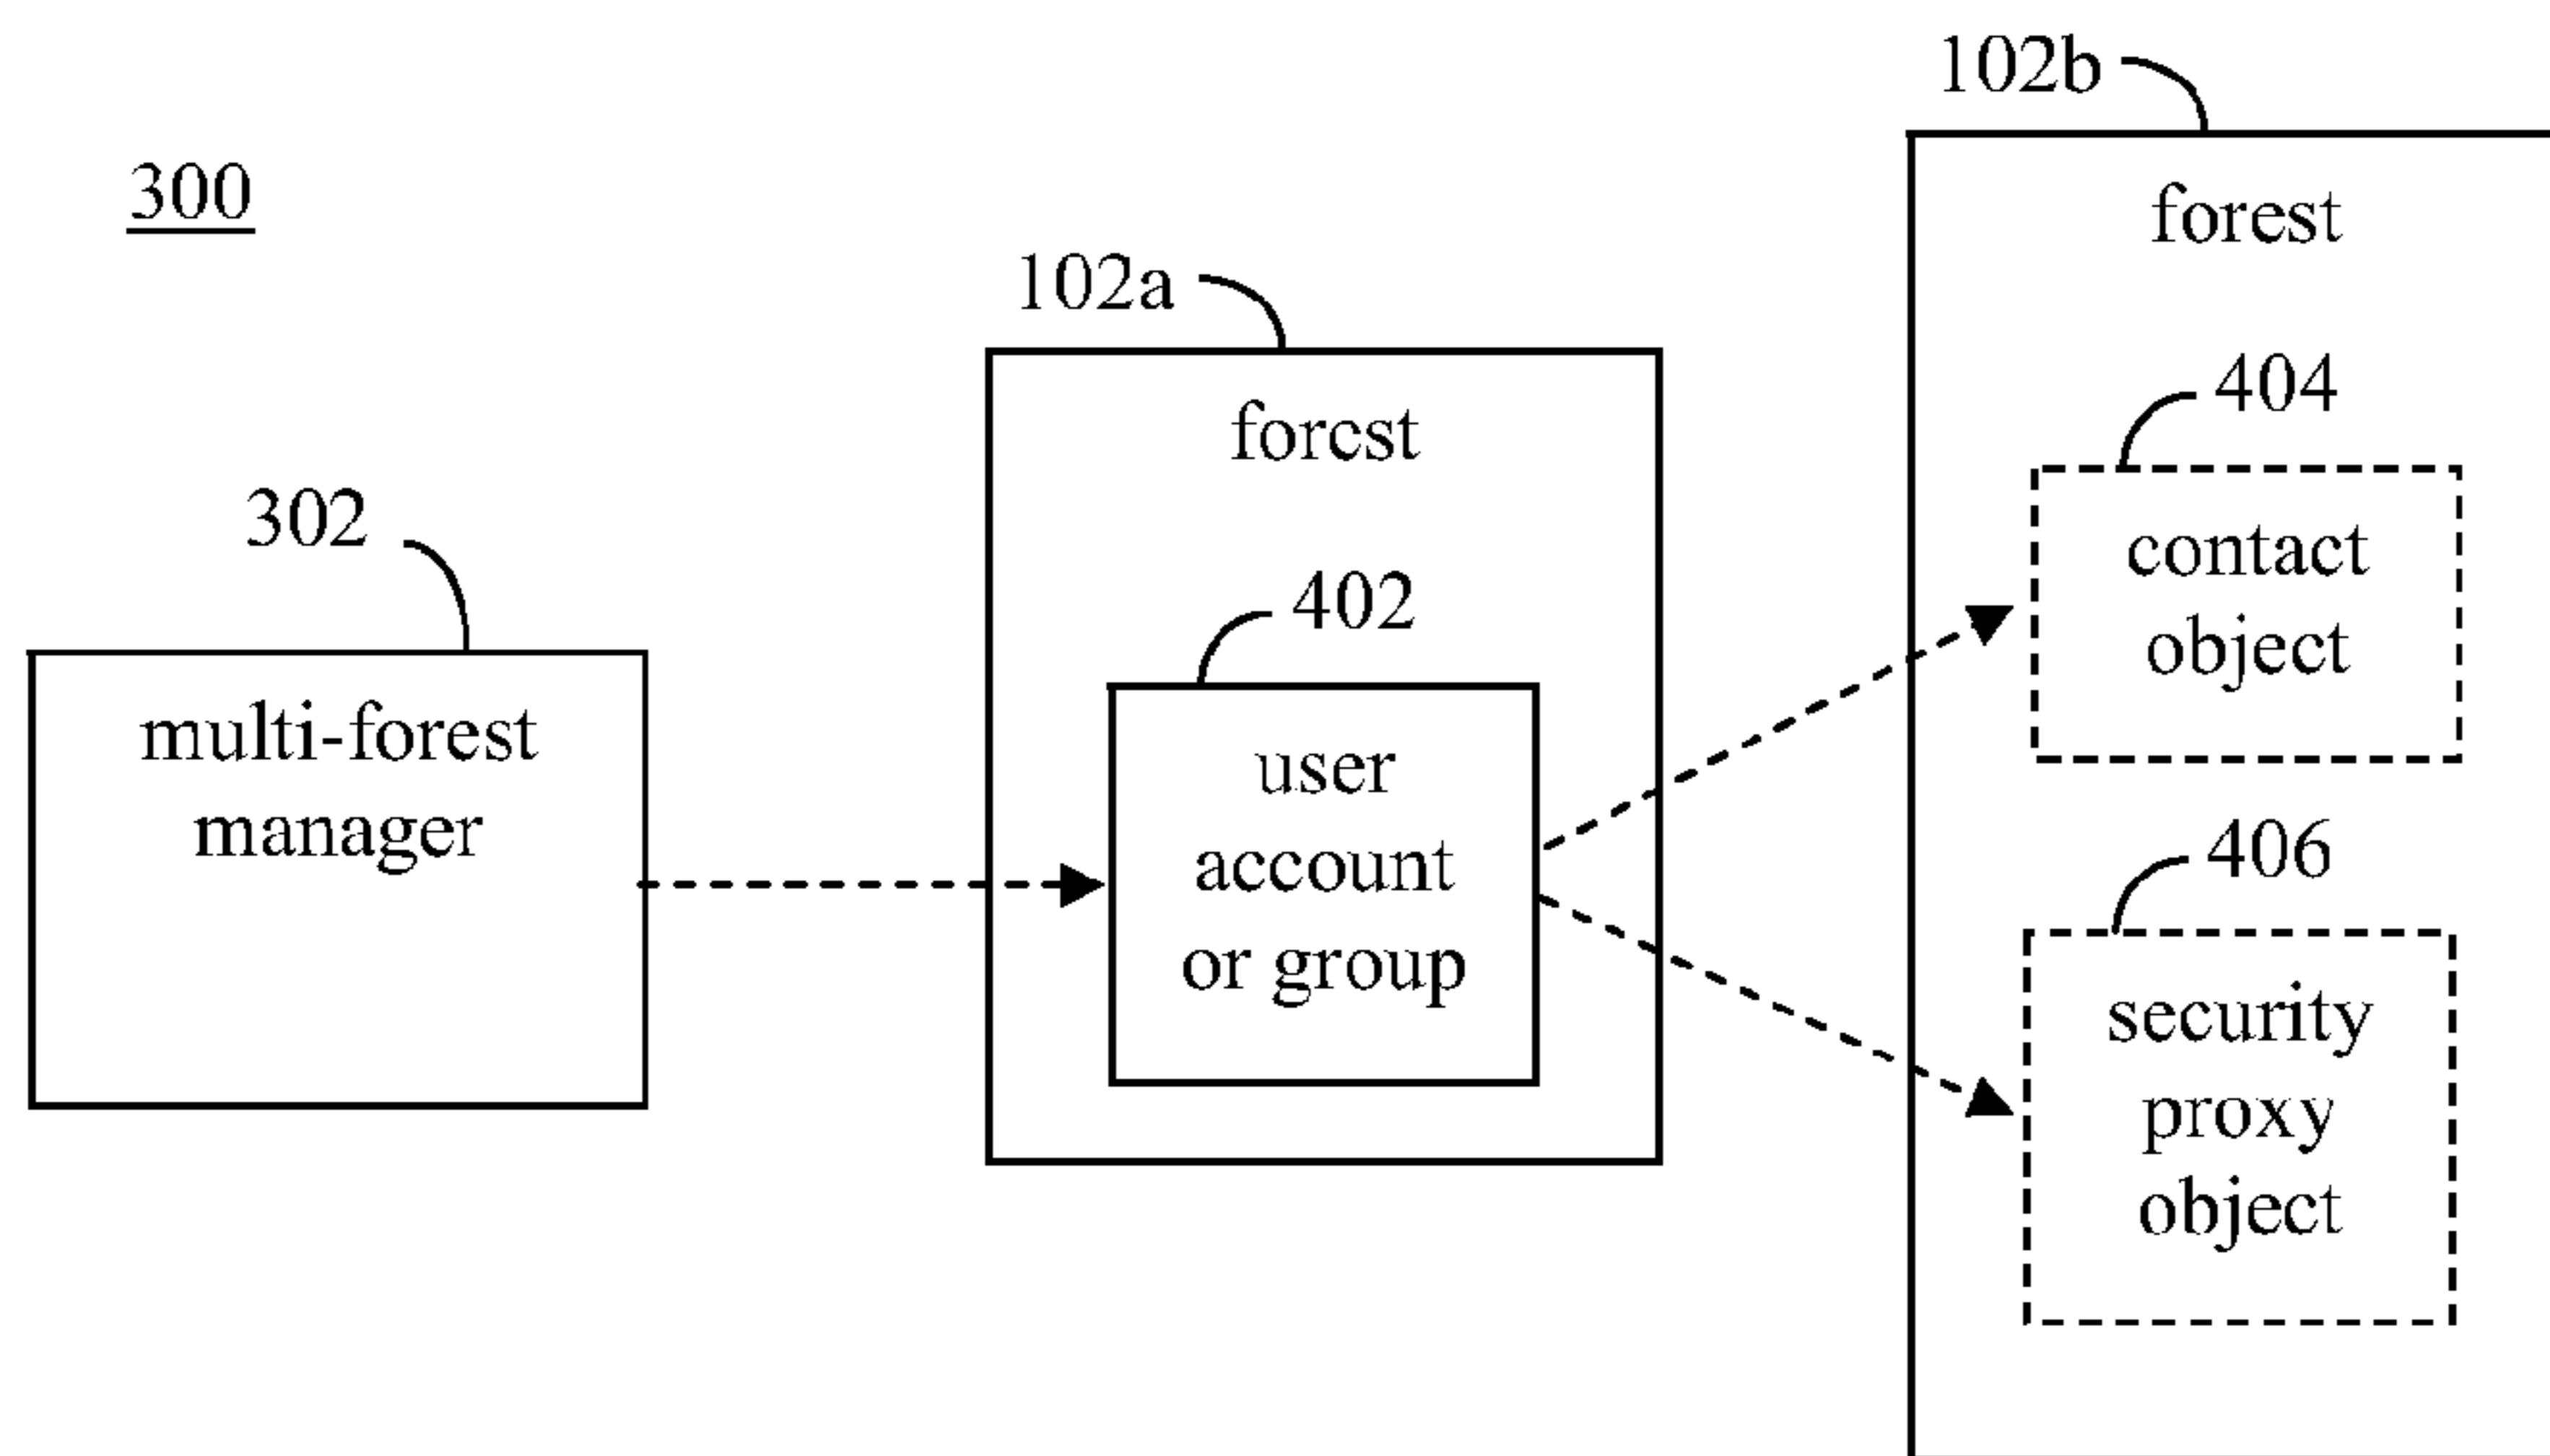 300
302
multi-forest
manager
102a
forest
402
user
account
or group
102b
forest
404
contact
object
406
security
proxy
object